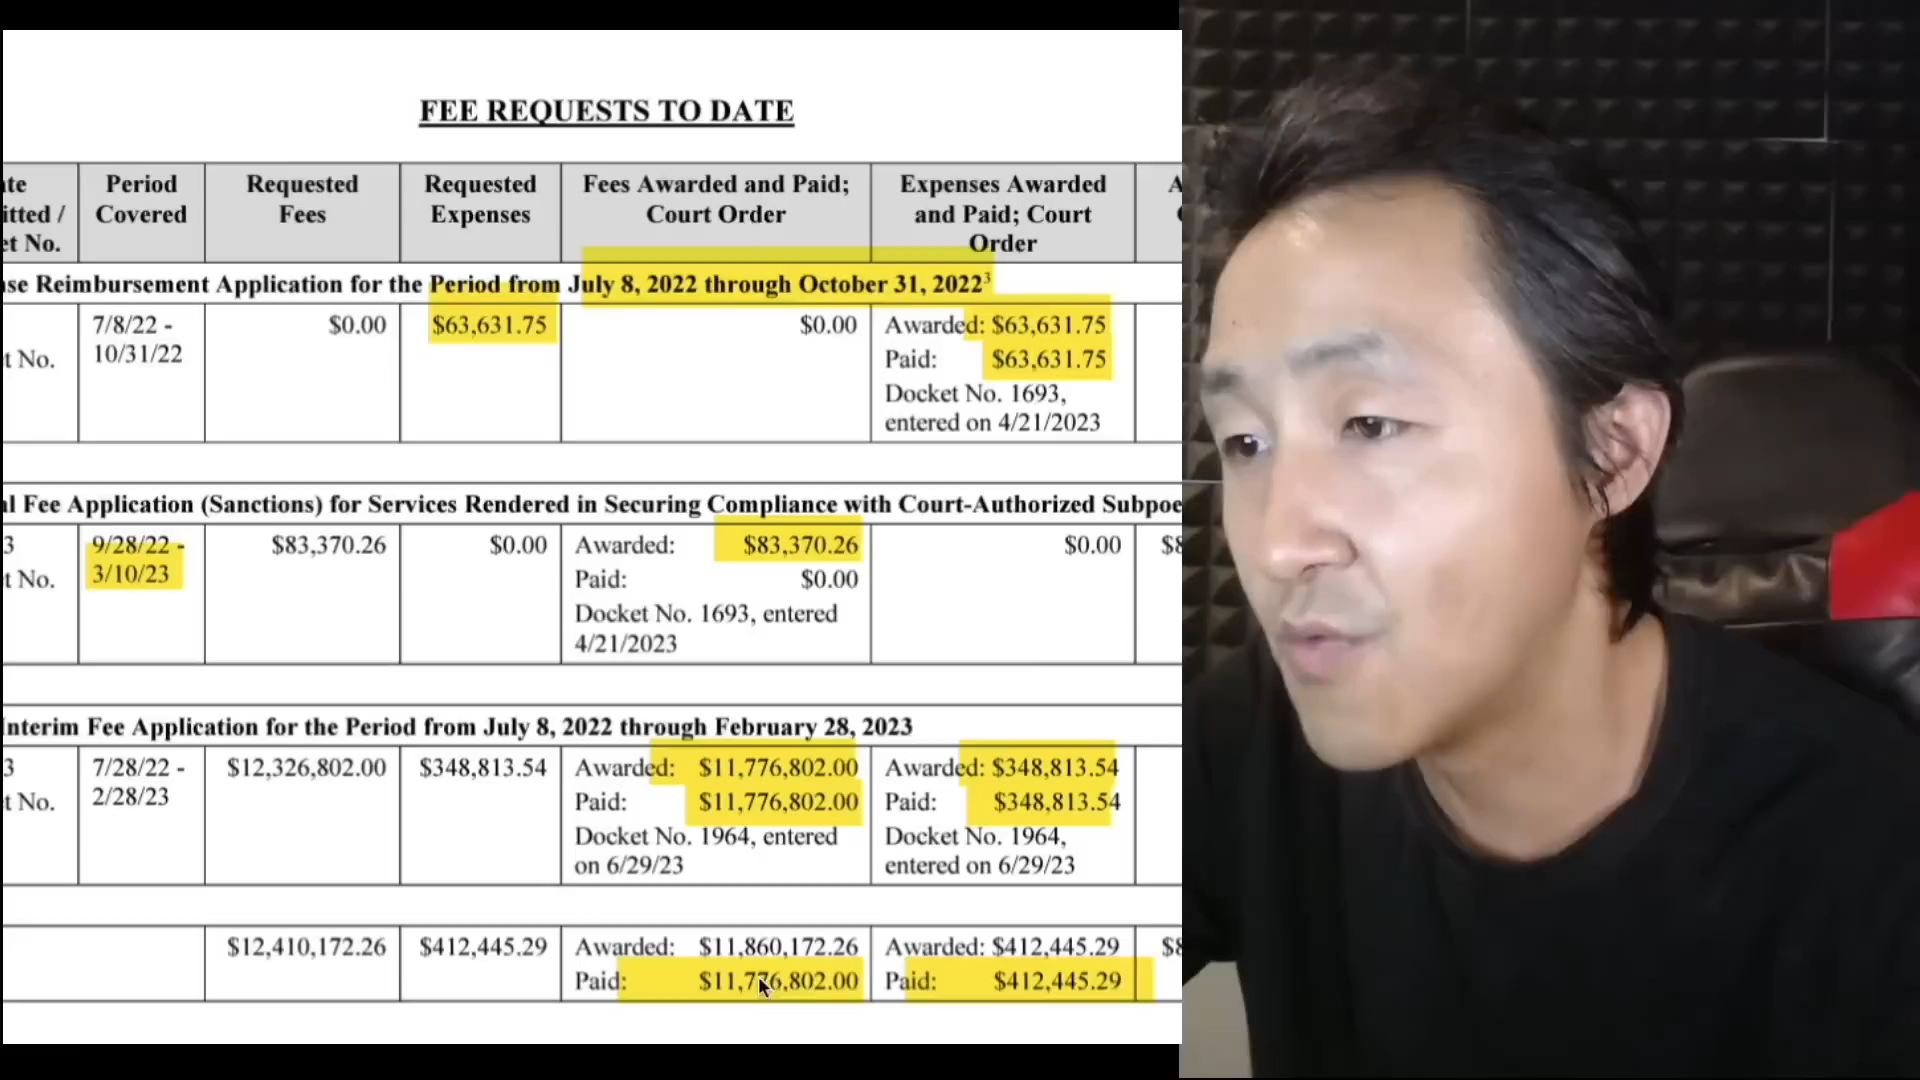 FEE REQUESTS TO DATE
te
itted /
et No.
Period
Covered
Requested
Fees
Requested
Expenses
Fees Awarded and Paid;
Court Order
Expenses Awarded
and Paid; Court
Order
A
se Reimbursement Application for the Period from July 8, 2022 through October 31, 2022³
t No.
7/8/22 -
10/31/22
$0.00
$63,631.75
$0.00
Awarded: $63,631.75
Paid: $63,631.75
Docket No. 1693,
entered on 4/21/2023
l Fee Application (Sanctions) for Services Rendered in Securing Compliance with Court-Authorized Subpoe
3
t No.
9/28/22 -
3/10/23
$83,370.26
$0.00
Awarded: $83,370.26
Paid: $0.00
Docket No. 1693, entered
4/21/2023
$0.00
$8
Interim Fee Application for the Period from July 8, 2022 through February 28, 2023
3
t No.
7/28/22 -
2/28/23
$12,326,802.00
$348,813.54
Awarded: $11,776,802.00
Paid: $11,776,802.00
Docket No. 1964, entered
on 6/29/23
Awarded: $348,813.54
Paid: $348,813.54
Docket No. 1964,
entered on 6/29/23
$12,410,172.26
$412,445.29
Awarded: $11,860,172.26
Paid: $11,776,802.00
Awarded: $412,445.29
Paid: $412,445.29
$8